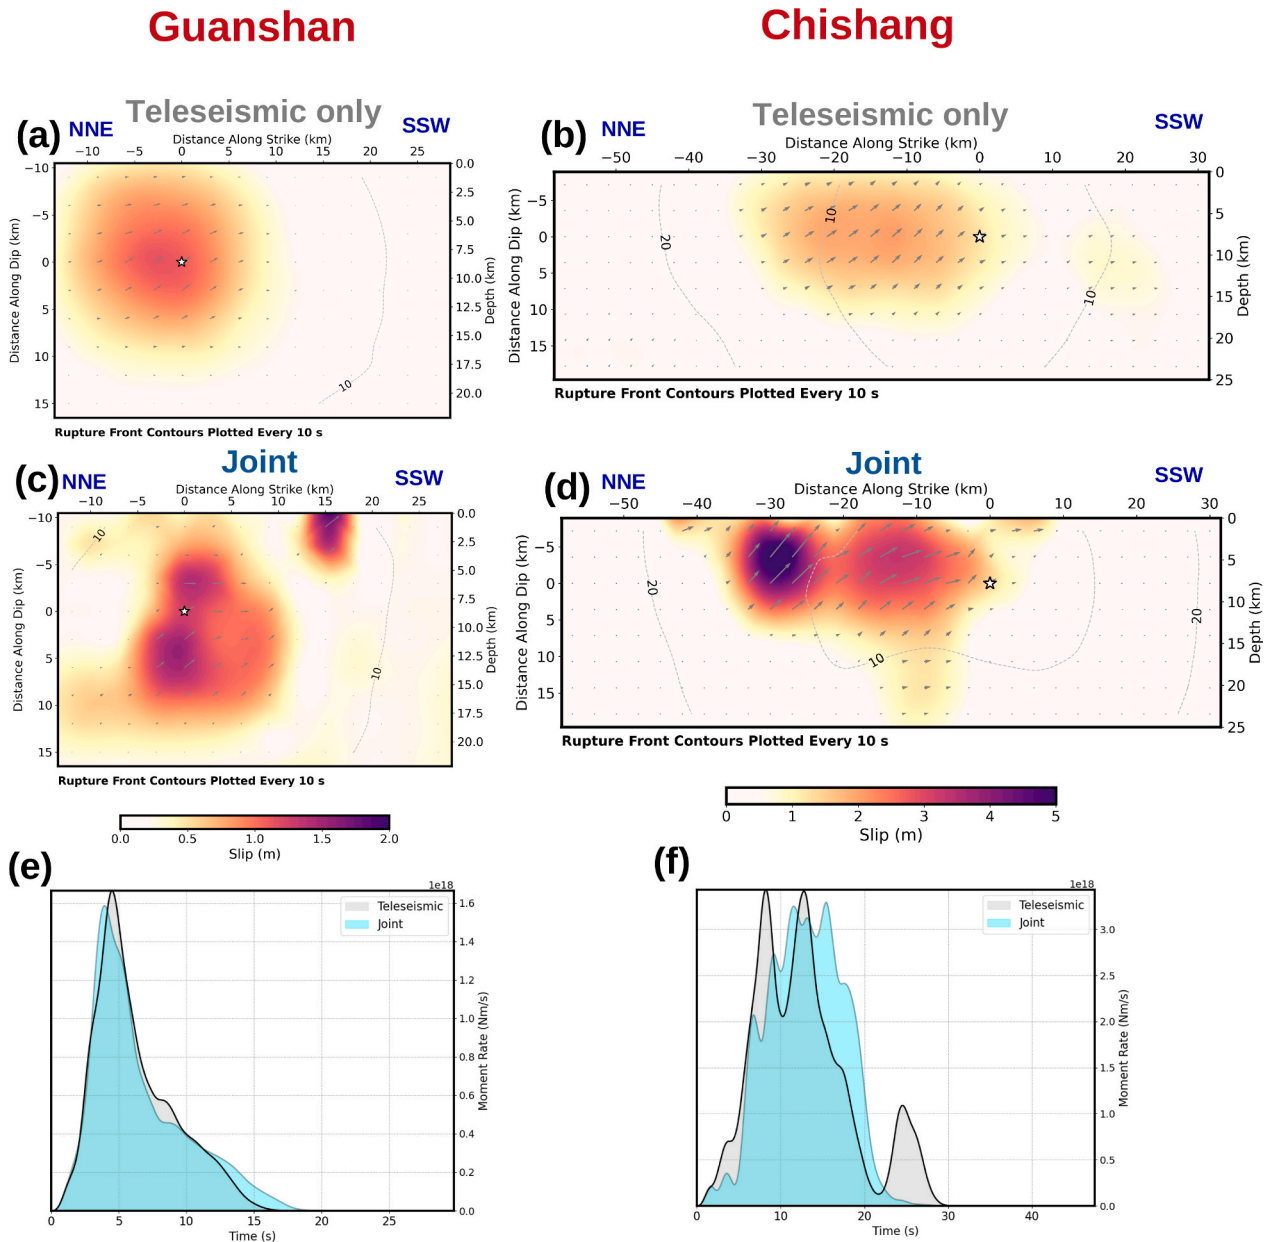 Guanshan
Chishang
Teleseismic only
(a) NNE SSW
Distance Along Strike (km)
−10 −5 0 5 10 15 20 25
−10 −5 0 5 10 15
Distance Along Dip (km)
0.0 2.5 5.0 7.5 10.0 12.5 15.0 17.5 20.0
Depth (km)
10
Rupture Front Contours Plotted Every 10 s
Teleseismic only
(b) NNE SSW
Distance Along Strike (km)
−50 −40 −30 −20 −10 0 10 20 30
−5 0 5 10 15
Distance Along Dip (km)
0 5 10 15 20 25
Depth (km)
20 10 10
Rupture Front Contours Plotted Every 10 s
Joint
(c) NNE SSW
Distance Along Strike (km)
−10 −5 0 5 10 15 20 25
−10 −5 0 5 10 15
Distance Along Dip (km)
0.0 2.5 5.0 7.5 10.0 12.5 15.0 17.5 20.0
Depth (km)
10 10
Rupture Front Contours Plotted Every 10 s
Joint
(d) NNE SSW
Distance Along Strike (km)
−50 −40 −30 −20 −10 0 10 20 30
−5 0 5 10 15
Distance Along Dip (km)
0 5 10 15 20 25
Depth (km)
20 10 20
Rupture Front Contours Plotted Every 10 s
0.0 0.5 1.0 1.5 2.0
Slip (m)
0 1 2 3 4 5
Slip (m)
(e)
1e18
Teleseismic
Joint
1.6 1.4 1.2 1.0 0.8 0.6 0.4 0.2 0.0
Moment Rate (Nm/s)
0 5 10 15 20 25
Time (s)
(f)
1e18
Teleseismic
Joint
3.0 2.5 2.0 1.5 1.0 0.5 0.0
Moment Rate (Nm/s)
0 10 20 30 40
Time (s)